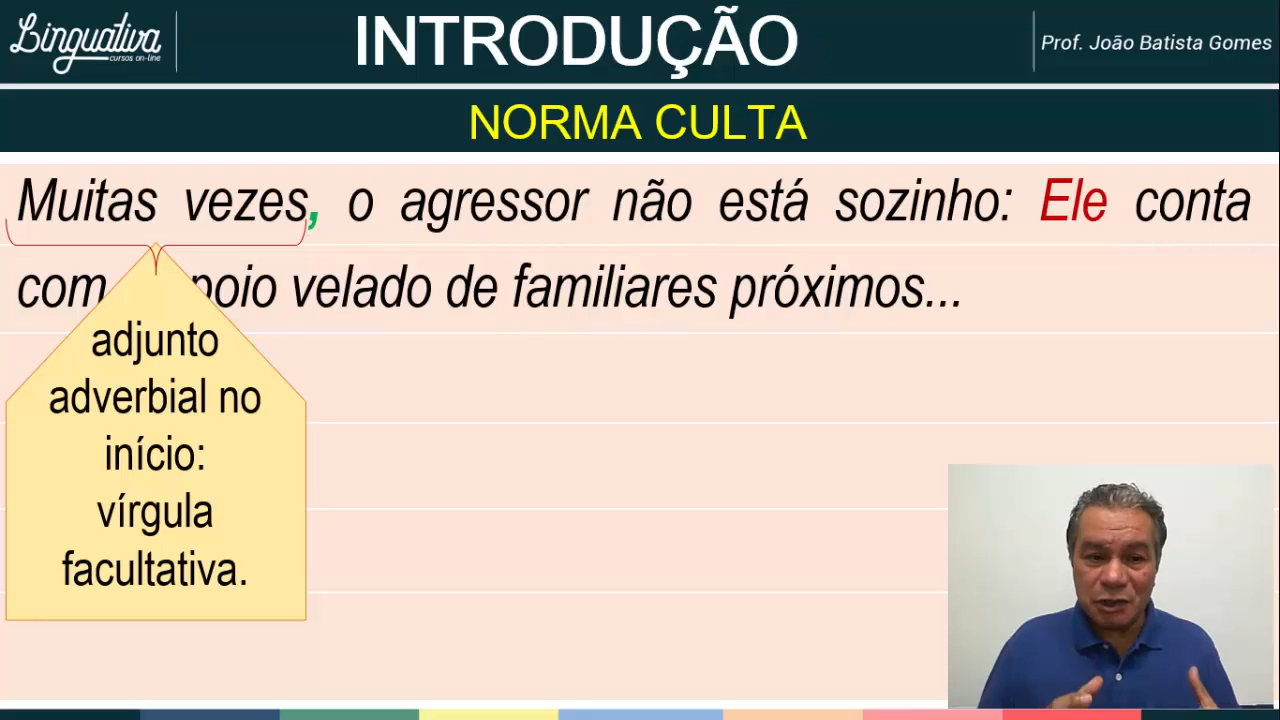 Linguativa
cursos on-line
INTRODUÇÃO
Prof. João Batista Gomes
NORMA CULTA
Muitas vezes, o agressor não está sozinho: Ele conta
com poio velado de familiares próximos...
adjunto
adverbial no
início:
vírgula
facultativa.